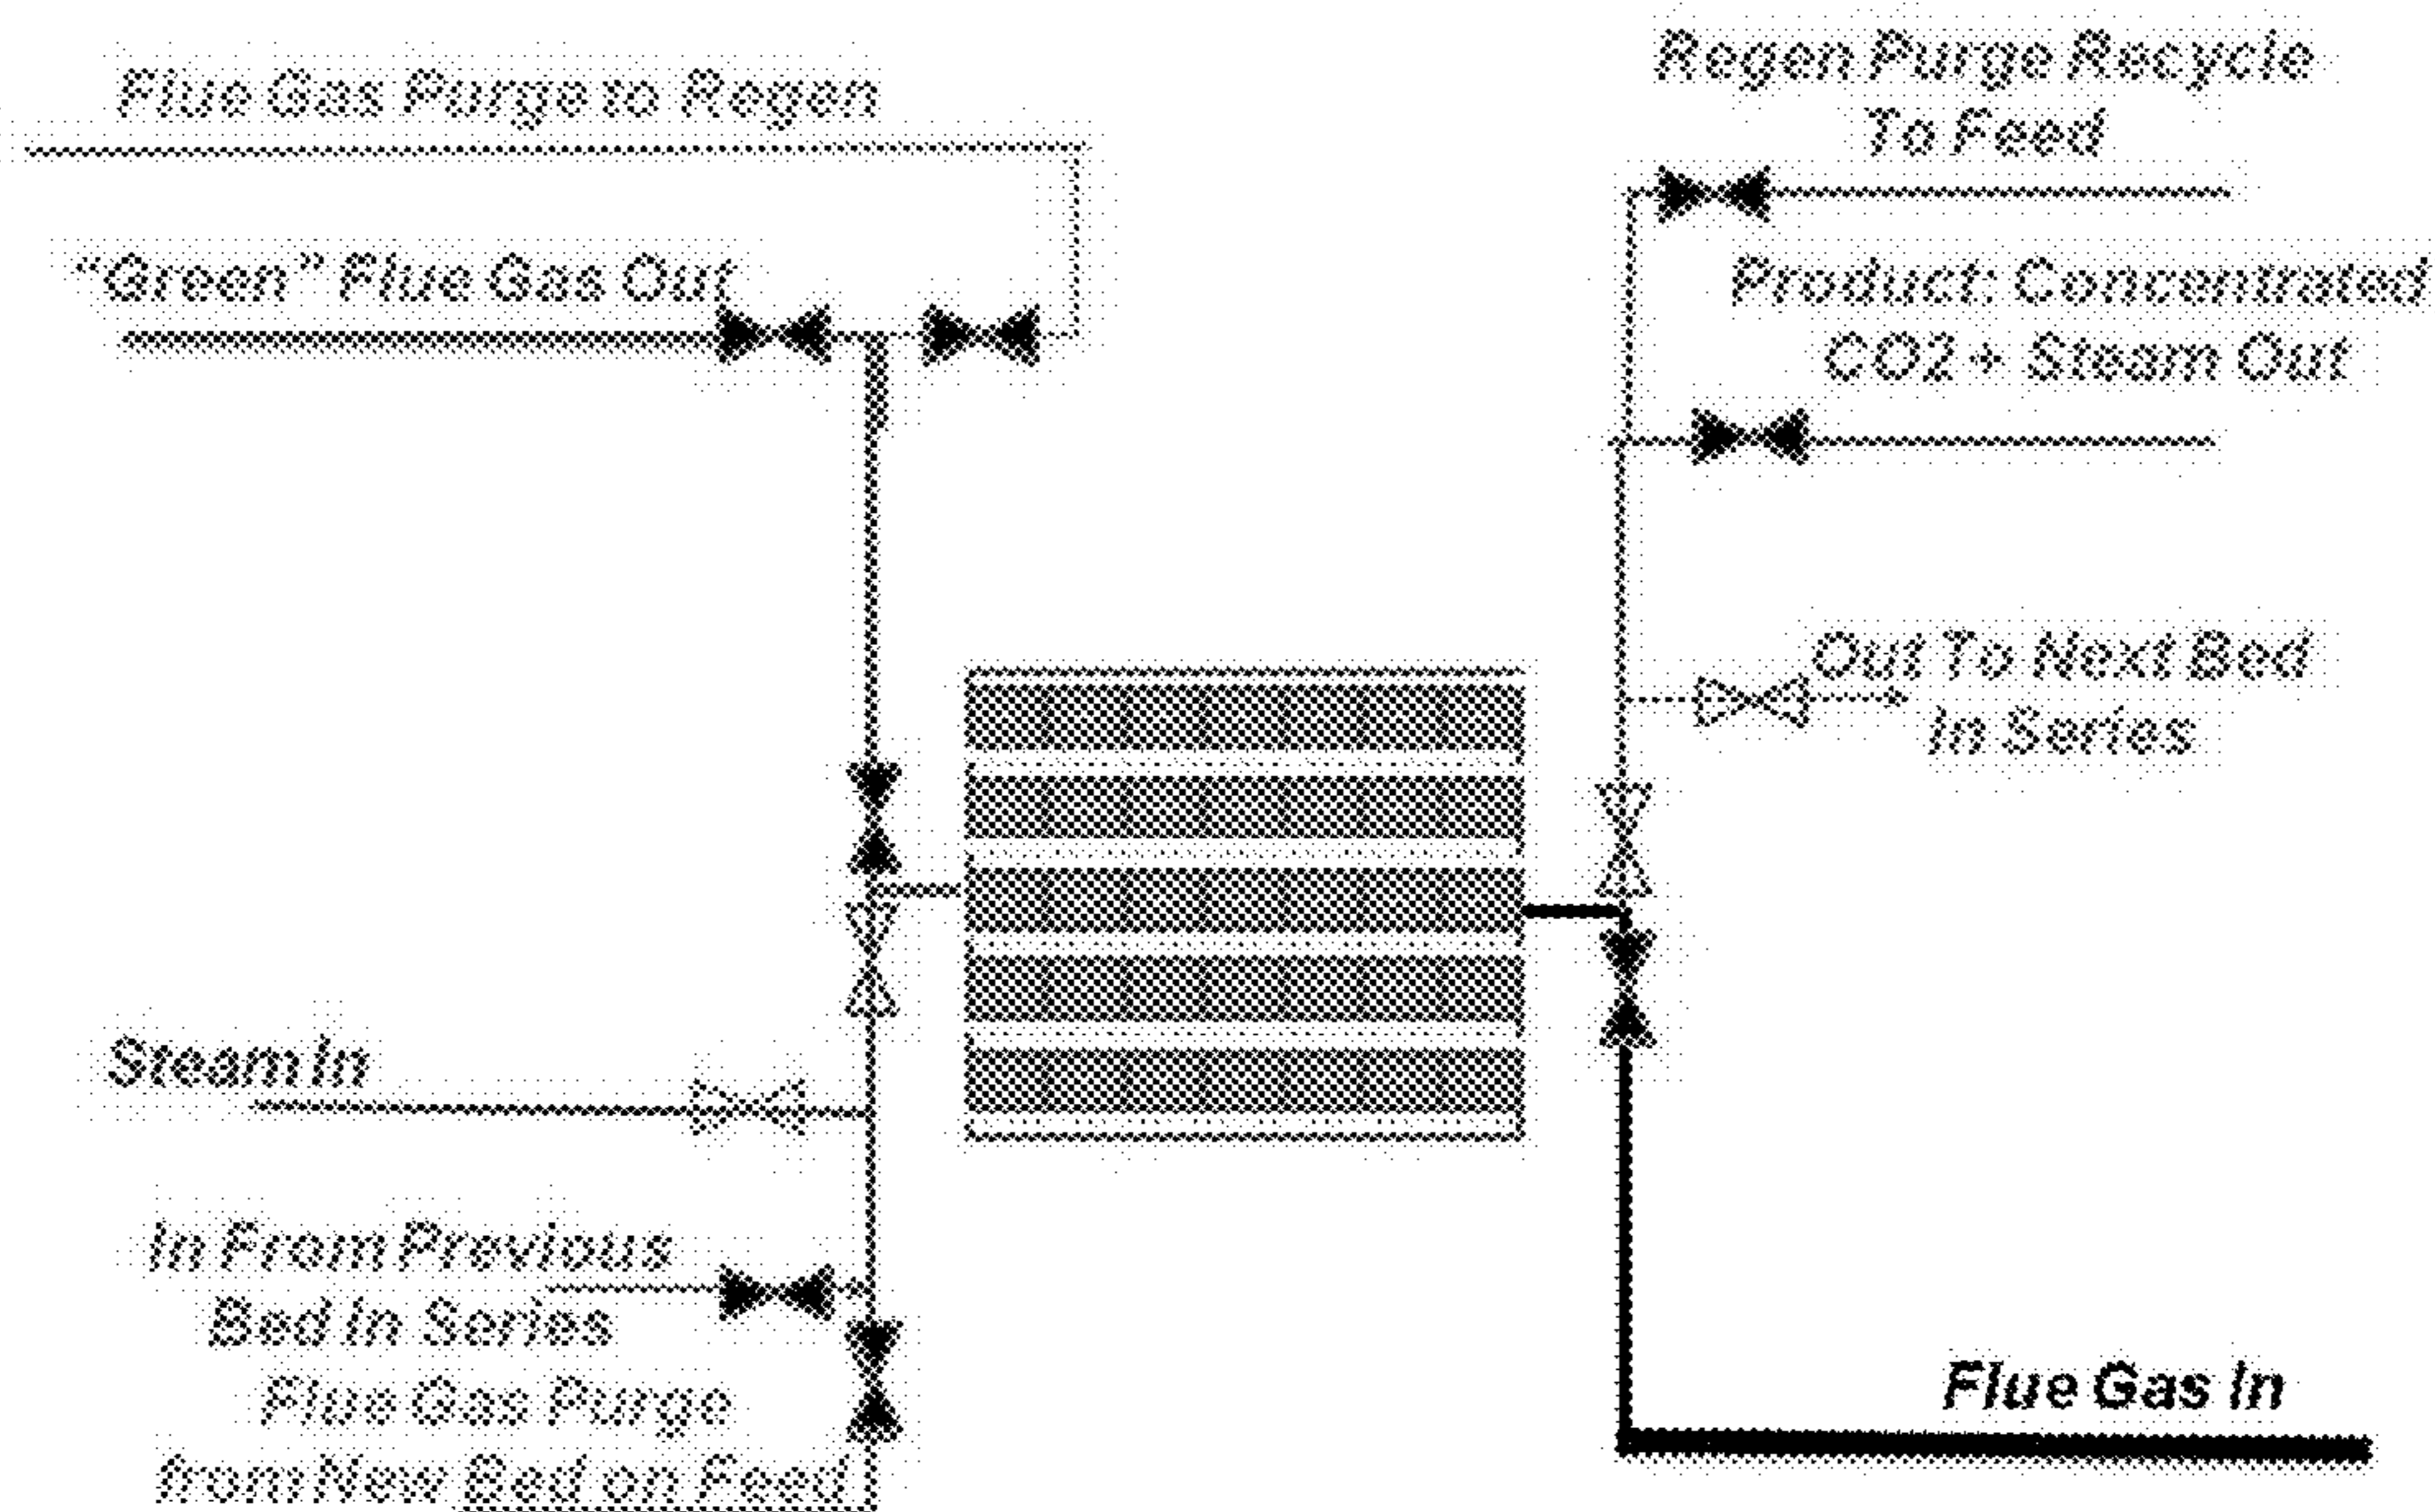 Flue Gas Purge to Regen
"Green" Flue Gas Out
Steam In
In From Previous
Bed In Series
Flue Gas Purge
from New Bed on Feed
Regen Purge Recycle
To Feed
Product: Concentrated
CO2 + Steam Out
Out To Next Bed
In Series
Flue Gas In